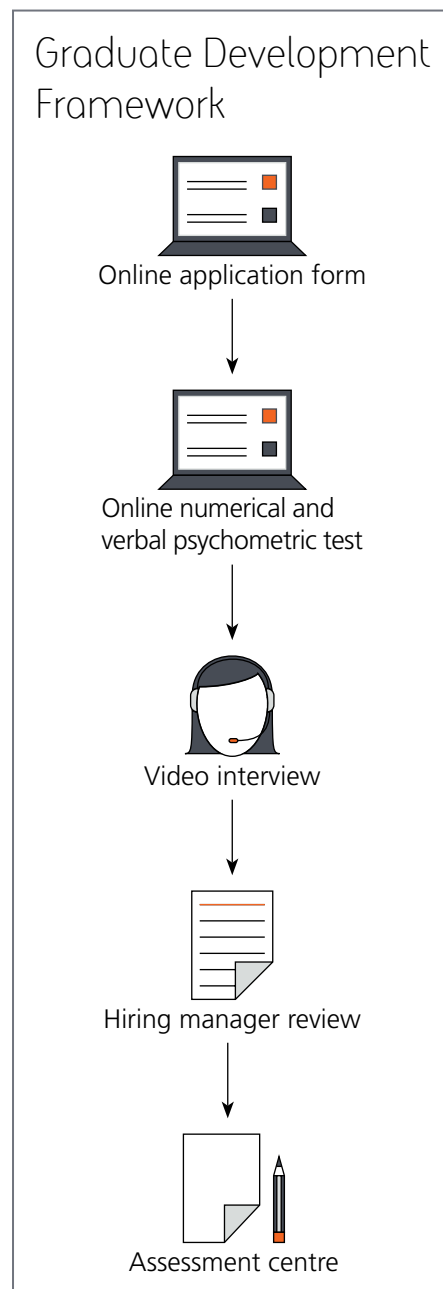 Graduate Development
Framework
Online application form
Online numerical and
verbal psychometric test
Video interview
Hiring manager review
Assessment centre